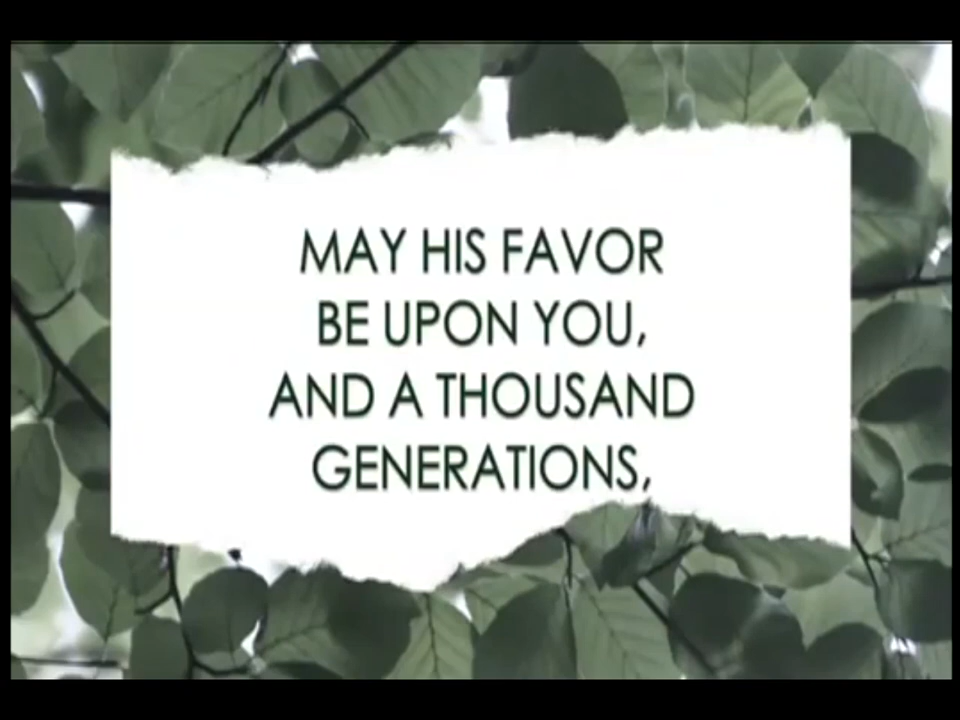 MAY HIS FAVOR
BE UPON YOU,
AND A THOUSAND
GENERATIONS,